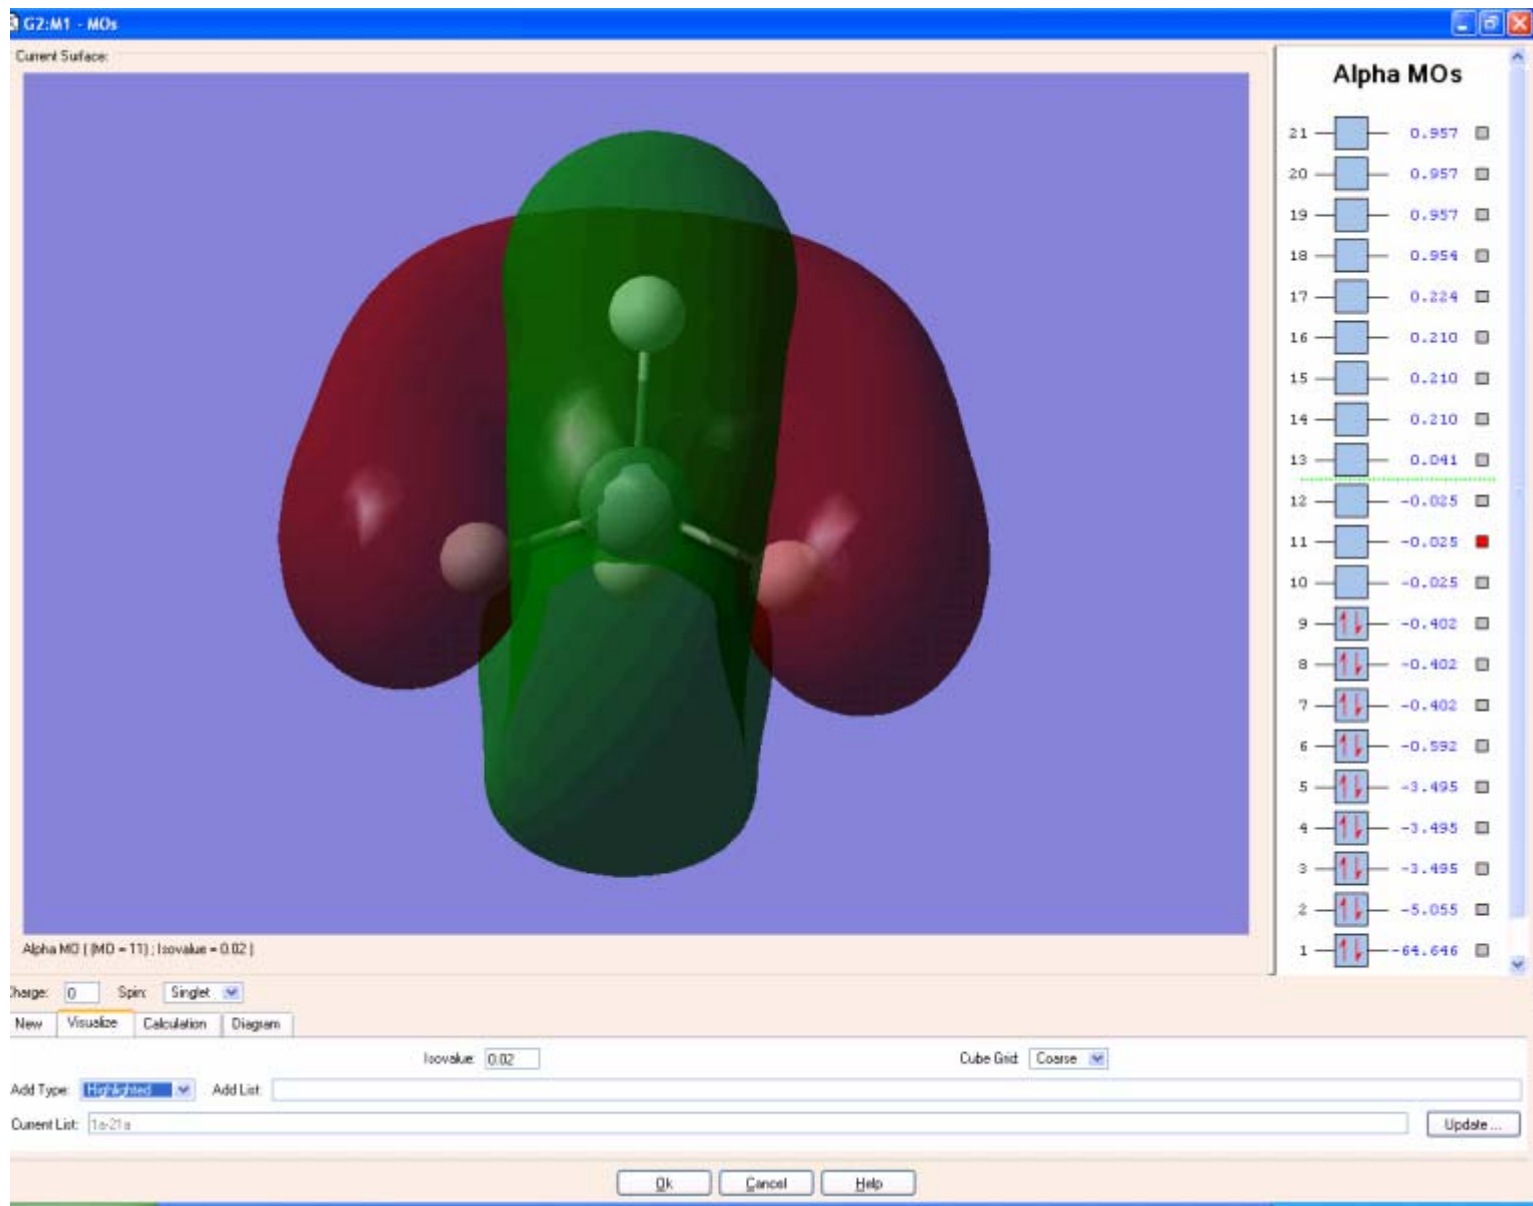 G2:M1 - MOs
Current Surface:
Alpha MOs
21 0.957
20 0.957
19 0.957
18 0.954
17 0.224
16 0.210
15 0.210
14 0.210
13 0.041
12 -0.025
11 -0.025
10 -0.025
9 -0.402
8 -0.402
7 -0.402
6 -0.592
5 -3.495
4 -3.495
3 -3.495
2 -5.055
1 -64.646
Alpha MO ( (MO = 11) ; Isovalue = 0.02 )
Charge: 0 Spin: Singlet
New Visualize Calculation Diagram
Isovalue: 0.02 Cube Grid: Coarse
Add Type: Highlighted Add List:
Current List: 1a-21a
Update ...
Ok Cancel Help